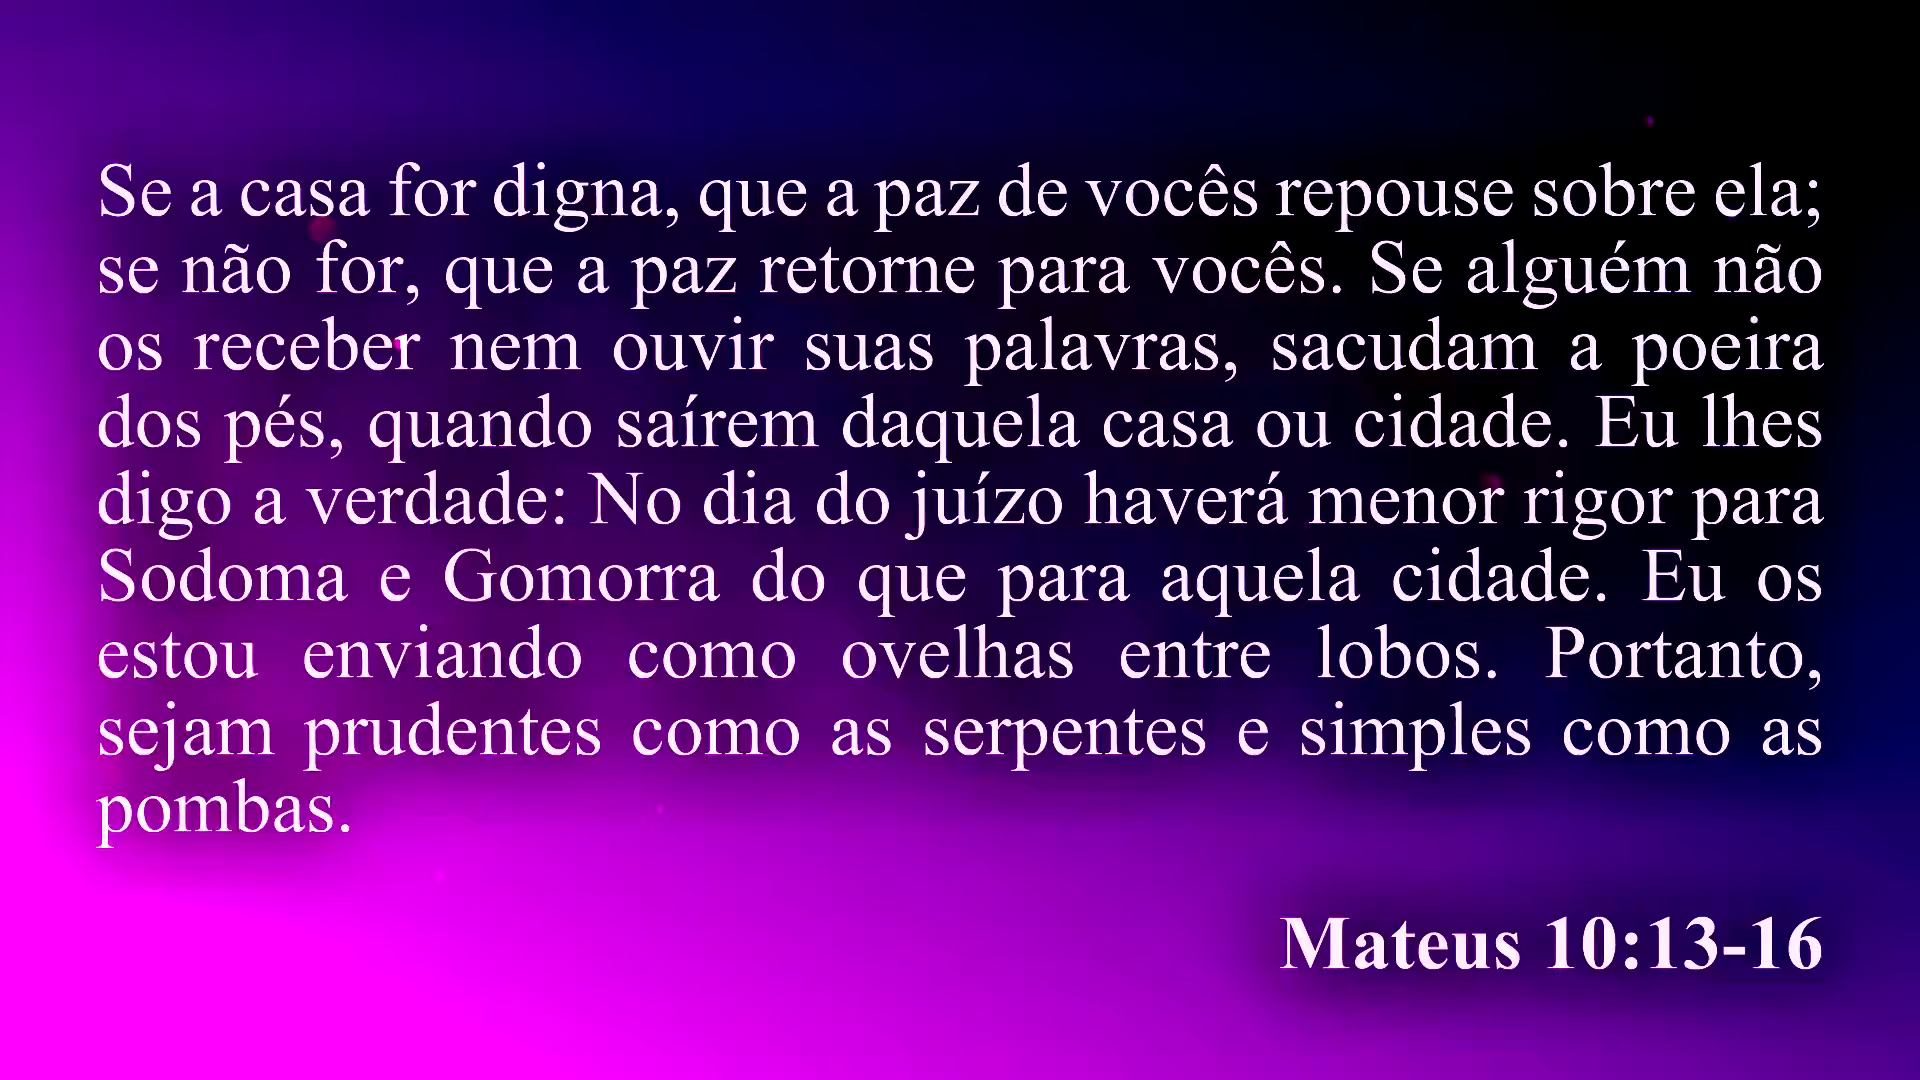 Se a casa for digna, que a paz de vocês repouse sobre ela;
se não for, que a paz retorne para vocês. Se alguém não
os receber nem ouvir suas palavras, sacudam a poeira
dos pés, quando saírem daquela casa ou cidade. Eu lhes
digo a verdade: No dia do juízo haverá menor rigor para
Sodoma e Gomorra do que para aquela cidade. Eu os
estou enviando como ovelhas entre lobos. Portanto,
sejam prudentes como as serpentes e simples como as
pombas.
Mateus 10:13-16